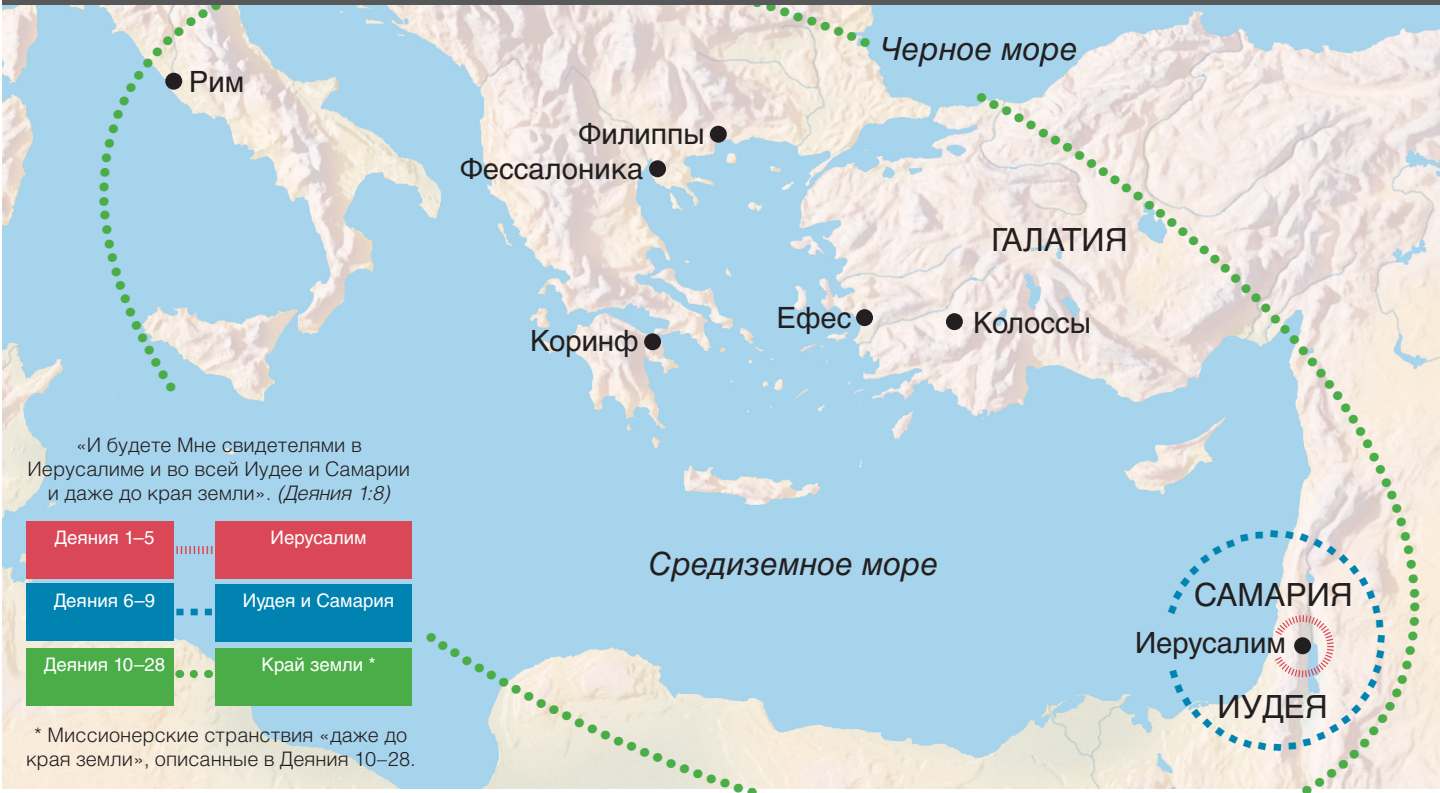 Черное море
Рим
Филиппы
Фессалоника
ГАЛАТИЯ
Ефес
Колоссы
Коринф
«И будете Мне свидетелями в
Иерусалиме и во всей Иудее и Самарии
и даже до края земли». (Деяния 1:8)
Деяния 1–5
Иерусалим
Деяния 6–9
Иудея и Самария
Деяния 10–28
Край земли *
* Миссионерские странствия «даже до
края земли», описанные в Деяния 10–28.
Средиземное море
САМАРИЯ
Иерусалим
ИУДЕЯ